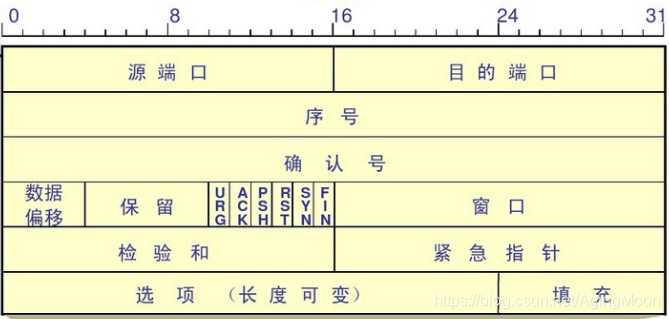 0 8 16 24 31
源端口 目的端口
序号
确认号
数据偏移 保留 URG ACK PSH RST SYN FIN 窗口
检验和 紧急指针
选项 （长度可变） 填充
https://blog.csdn.net/AgingMoon